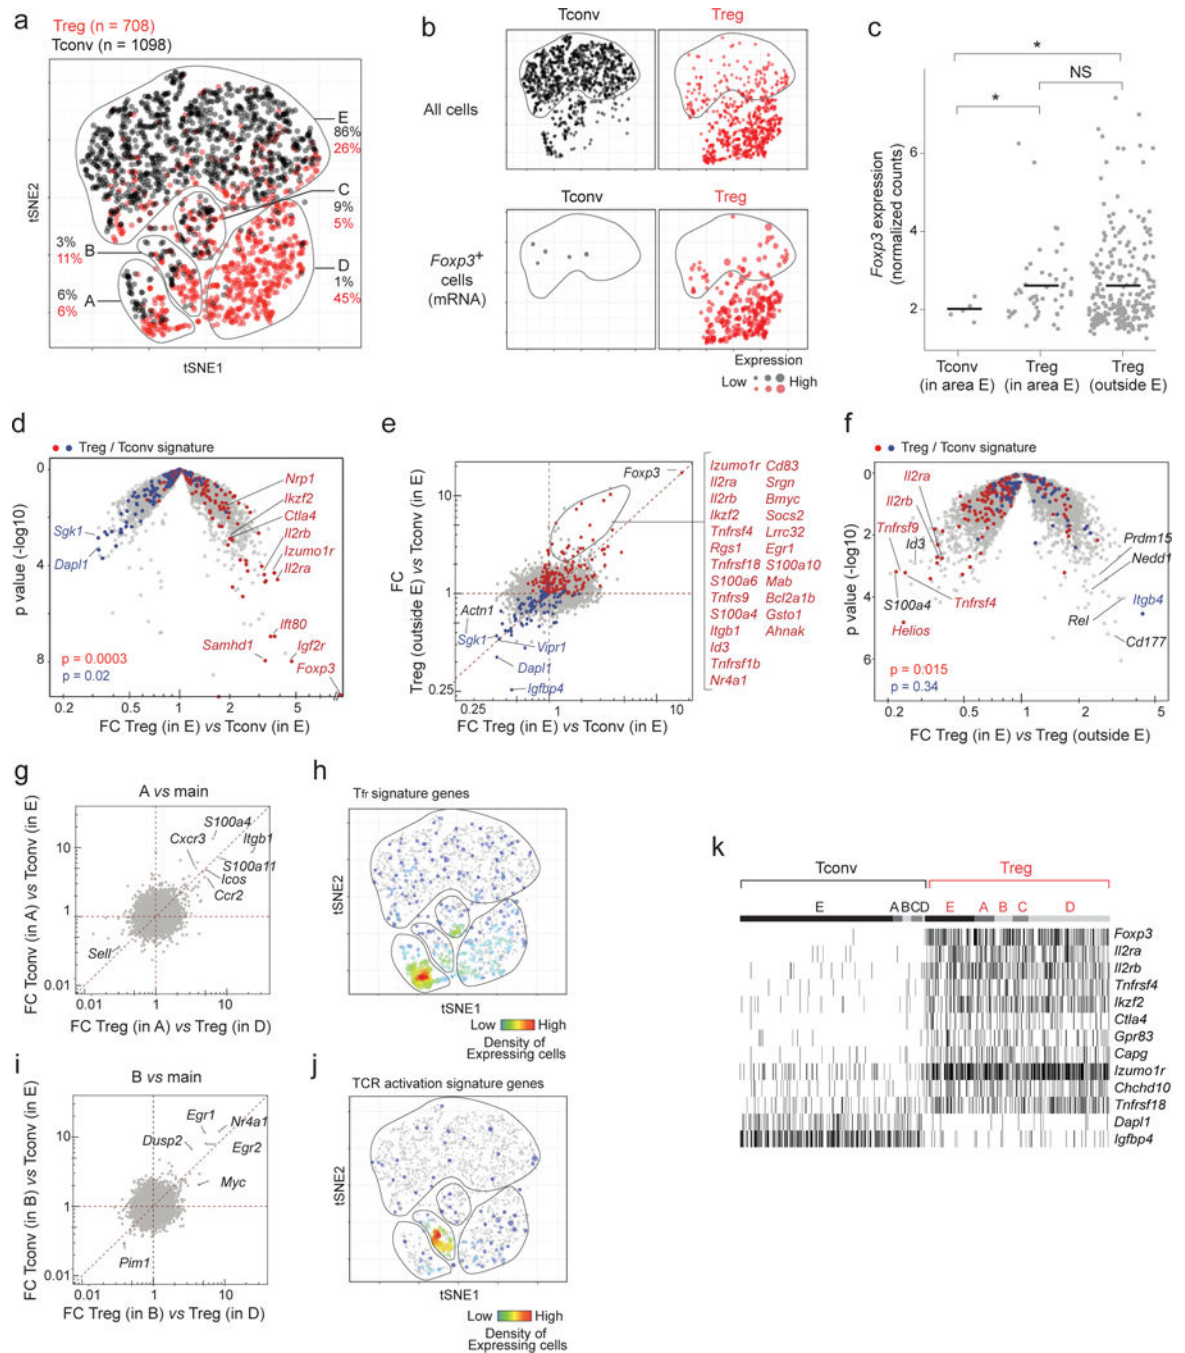 a
Treg (n = 708)
Tconv (n = 1098)
E
86%
26%
C
9%
5%
3%
11%
B
D
1%
45%
6%
6%
A
tSNE2
tSNE1
b
Tconv
Treg
All cells
Tconv
Treg
Foxp3+
cells
(mRNA)
Expression
Low
High
c
*
NS
*
6
4
2
Foxp3 expression
(normalized counts)
Tconv
(in area E)
Treg
(in area E)
Treg
(outside E)
d
Treg / Tconv signature
0
4
8
p value (-log10)
Nrp1
Ikzf2
Ctla4
Il2rb
Izumo1r
Il2ra
Sgk1
Dapl1
Ift80
Samhd1
Igf2r
Foxp3
p = 0.0003
p = 0.02
0.2
0.5
1
2
5
FC Treg (in E) vs Tconv (in E)
e
FC
Treg (outside E) vs Tconv (in E)
10
1
0.25
Foxp3
Actn1
Sgk1
Vipr1
Dapl1
Igfbp4
0.25
1
10
FC Treg (in E) vs Tconv (in E)
Izumo1r Cd83
Il2ra Srgn
Il2rb Bmyc
Ikzf2 Socs2
Tnfrsf4 Lrrc32
Rgs1 Egr1
Tnfrsf18 S100a10
S100a6 Mab
Tnfrs9 Bcl2a1b
S100a4 Gsto1
Itgb1 Ahnak
Id3
Tnfrsf1b
Nr4a1
f
Treg / Tconv signature
0
2
4
6
p value (-log10)
Il2ra
Il2rb
Tnfrsf9
Id3
S100a4
Tnfrsf4
Helios
Prdm15
Nedd1
Itgb4
Rel
Cd177
p = 0.015
p = 0.34
0.2
0.5
1
2
5
FC Treg (in E) vs Treg (outside E)
g
A vs main
10
1
0.01
FC Tconv (in A) vs Tconv (in E)
S100a4
Cxcr3
Itgb1
S100a11
Icos
Ccr2
Sell
0.01
1
10
FC Treg (in A) vs Treg (in D)
h
Tfr signature genes
tSNE2
tSNE1
Low
High
Density of
Expressing cells
i
B vs main
10
1
0.01
FC Tconv (in B) vs Tconv (in E)
Egr1
Nr4a1
Dusp2
Egr2
Myc
Pim1
0.01
1
10
FC Treg (in B) vs Treg (in D)
j
TCR activation signature genes
tSNE2
tSNE1
Low
High
Density of
Expressing cells
k
Tconv
Treg
E A B C D E A B C D
Foxp3
Il2ra
Il2rb
Tnfrsf4
Ikzf2
Ctla4
Gpr83
Capg
Izumo1r
Chchd10
Tnfrsf18
Dapl1
Igfbp4